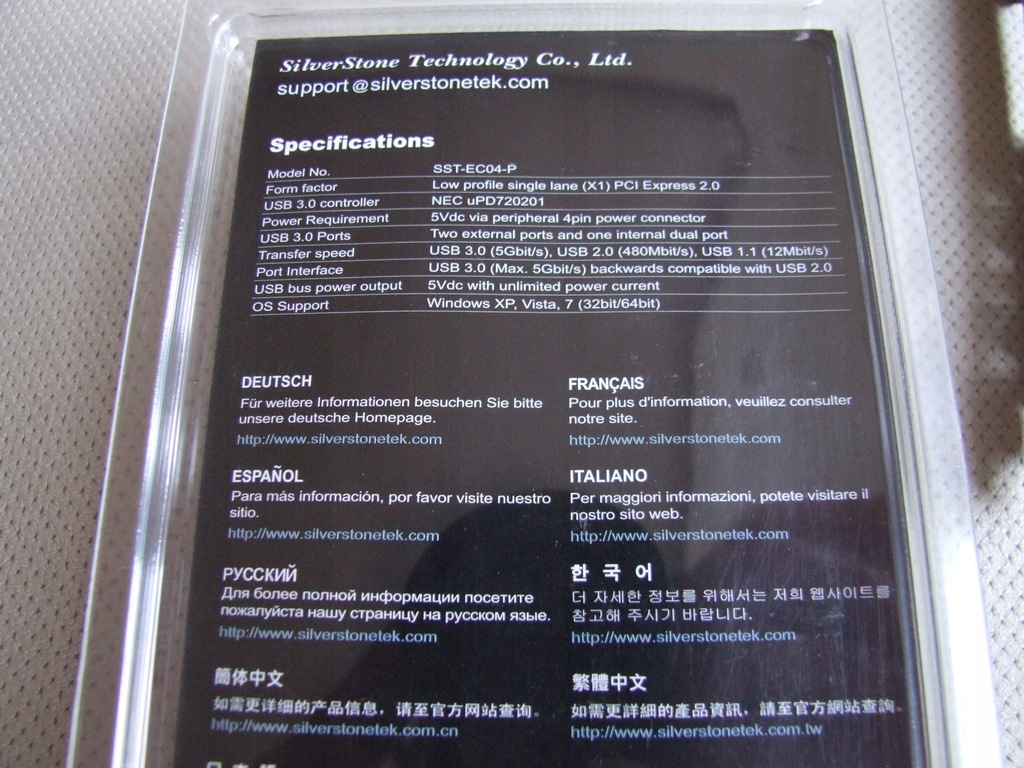 SilverStone Technology Co., Ltd.
support@silverstonetek.com
Specifications
Model No. SST-EC04-P
Form factor Low profile single lane (X1) PCI Express 2.0
USB 3.0 controller NEC uPD720201
Power Requirement 5Vdc via peripheral 4pin power connector
USB 3.0 Ports Two external ports and one internal dual port
Transfer speed USB 3.0 (5Gbit/s), USB 2.0 (480Mbit/s), USB 1.1 (12Mbit/s)
Port Interface USB 3.0 (Max. 5Gbit/s) backwards compatible with USB 2.0
USB bus power output 5Vdc with unlimited power current
OS Support Windows XP, Vista, 7 (32bit/64bit)
DEUTSCH
Für weitere Informationen besuchen Sie bitte
unsere deutsche Homepage.
http://www.silverstonetek.com
FRANÇAIS
Pour plus d'information, veuillez consulter
notre site.
http://www.silverstonetek.com
ESPAÑOL
Para más información, por favor visite nuestro
sitio.
http://www.silverstonetek.com
ITALIANO
Per maggiori informazioni, potete visitare il
nostro sito web.
http://www.silverstonetek.com
РУССКИЙ
Для более полной информации посетите
пожалуйста нашу страницу на русском языке.
http://www.silverstonetek.com
한 국 어
더 자세한 정보를 위해서는 저희 웹사이트를
참고해 주시기 바랍니다.
http://www.silverstonetek.com
簡体中文
如需更详细的产品信息，请至官方网站查询。
http://www.silverstonetek.com.cn
繁體中文
如需更詳細的產品資訊，請至官方網站查詢。
http://www.silverstonetek.com.tw